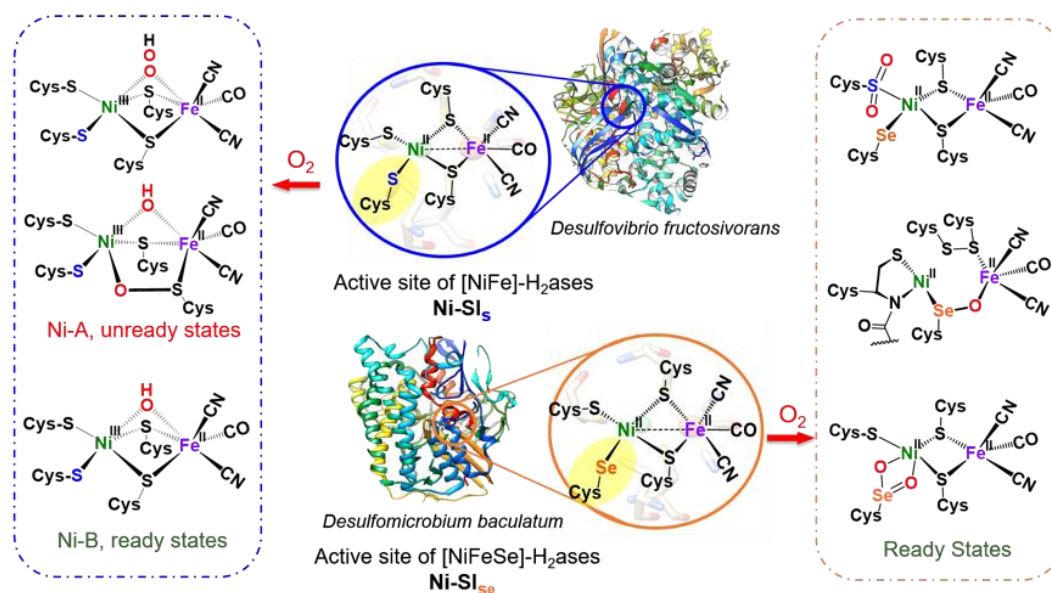 H
O
O CN
Cys-S III S II
Ni Fe CO
Cys
Cys-S S CN
Cys
H
O CN
Cys-S III II CO
Ni S Fe
Cys-S Cys CN
O S
Cys
Ni-A, unready states
H
O CN
Cys-S III S II
Ni Fe CO
Cys
Cys-S S CN
Cys
Ni-B, ready states
O2
Cys
Cys S CN
S II II
Ni Fe CO
S S CN
Cys Cys
Desulfovibrio fructosivorans
Active site of [NiFe]-H2ases
Ni-SIs
Cys
S CN
Cys-S II II
Ni Fe CO
Se S CN
Cys Cys
Desulfomicrobium baculatum
Active site of [NiFeSe]-H2ases
Ni-SIse
O2
O Cys CN
Cys-S S
O II II CO
Ni Fe
Se S CN
Cys Cys
Cys
Cys S-S CN
S II II CO
Ni Fe
Cys N Se-O CN
O Cys
Cys CN
Cys-S S
II II CO
Ni Fe
O O S CN
Se Cys
Cys
Ready States